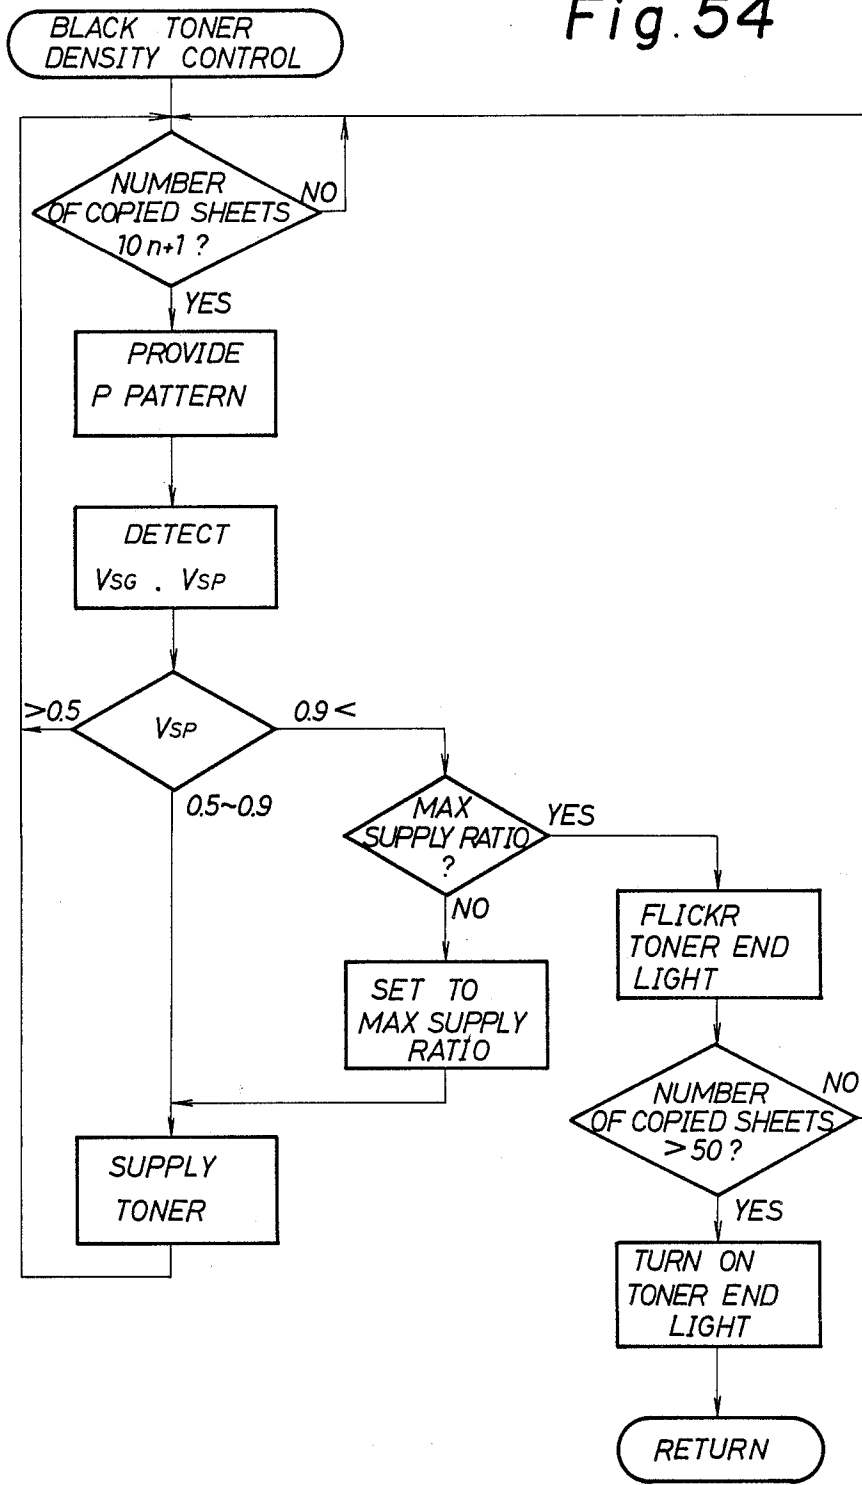 Fig. 54
BLACK TONER
DENSITY CONTROL
NUMBER
OF COPIED SHEETS
10n+1 ?
NO
YES
PROVIDE
P PATTERN
DETECT
VSG . VSP
>0.5
VSP
0.9<
0.5~0.9
MAX
SUPPLY RATIO
?
YES
NO
FLICKR
TONER END
LIGHT
SET TO
MAX SUPPLY
RATIO
NUMBER
OF COPIED SHEETS
>50 ?
NO
YES
SUPPLY
TONER
TURN ON
TONER END
LIGHT
RETURN